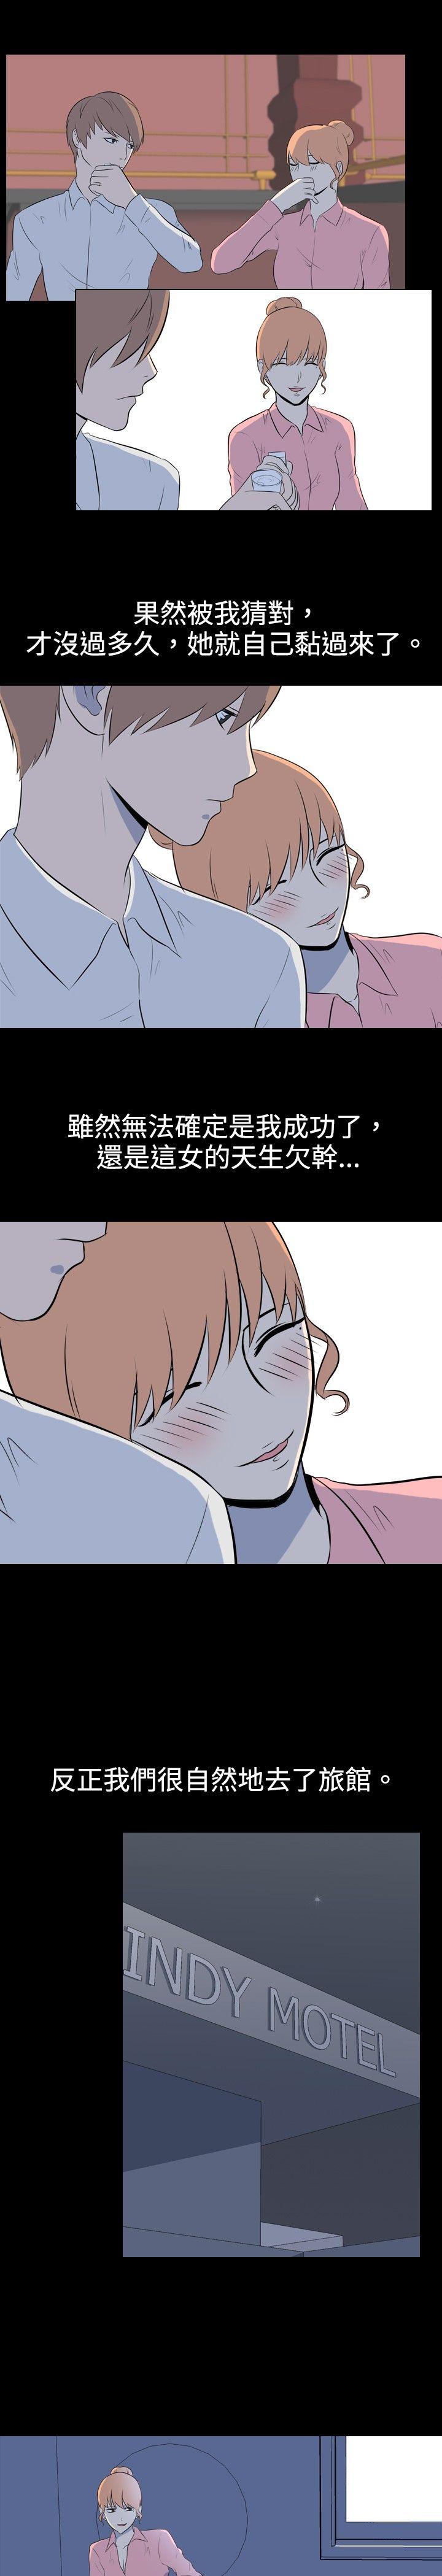 果然被我猜對，
才沒過多久，她就自己黏過來了。
雖然無法確定是我成功了，
還是這女的天生欠幹...
反正我們很自然地去了旅館。
INDY MOTEL